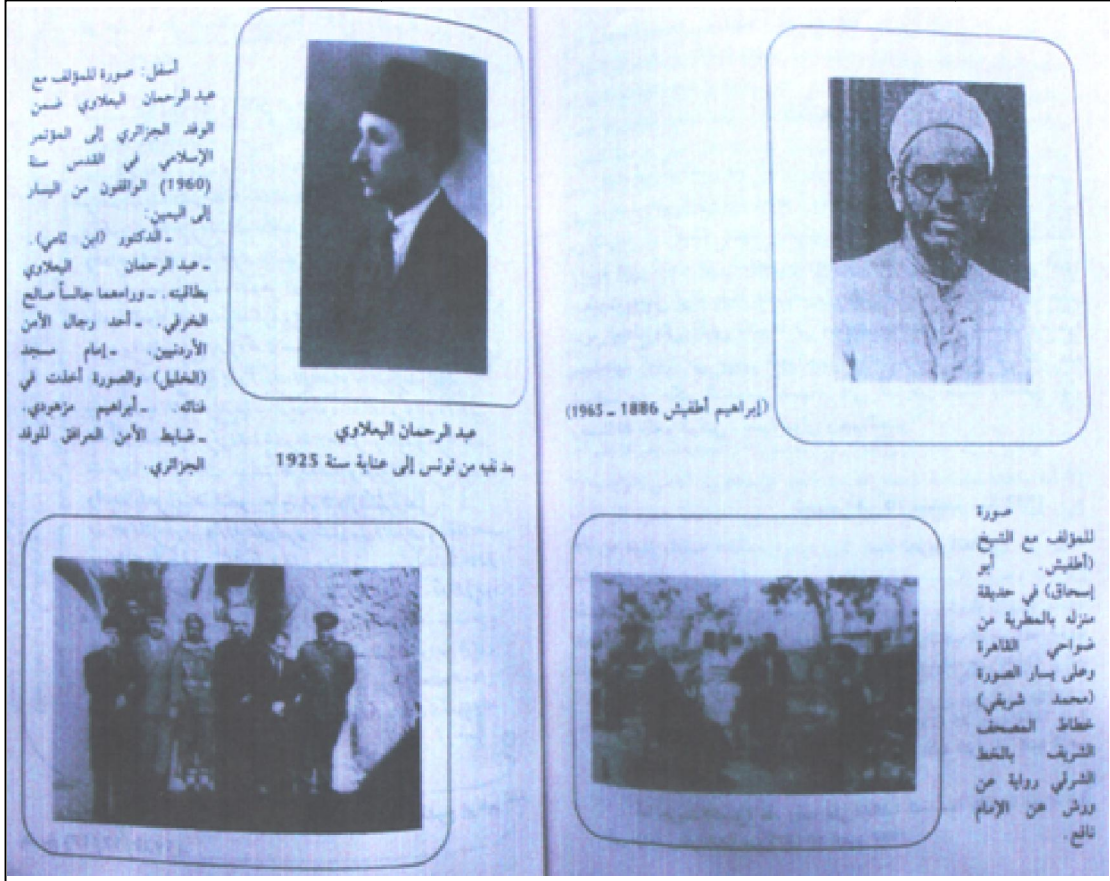 (إبراهيم أطفيش 1886 ـ 1965)
صورة
للمؤلف مع الشيخ
(أطفيش. أبو
إسحاق) في حديقة
منزله بالمطرية من
ضواحي القاهرة
وعلى يسار الصورة
(محمد شريفي)
خطاط المصحف
الشريف بالخط
الشرقي رواية عن
ورش عن الإمام
نافع.
أسفل: صورة للمؤلف مع
عبد الرحمان اليعلاوي ضمن
الوفد الجزائري إلى المؤتمر
الإسلامي في القدس سنة
(1960) الواقفون من اليسار
إلى اليمين:
ـ الدكتور (ابن ثامي).
ـ عبد الرحمان اليعلاوي
بطاقيته. ـ وراءهما جالساً صالح
الخرفي. ـ أحد رجال الأمن
الأردنيين. ـ إمام مسجد
(الخليل) والصورة أخذت في
فنائه. ـ أبراهيم مزهودي.
ـ ضابط الأمن المرافق للوفد
الجزائري.
عبد الرحمان اليعلاوي
بعد نفيه من تونس إلى عنابة سنة 1925